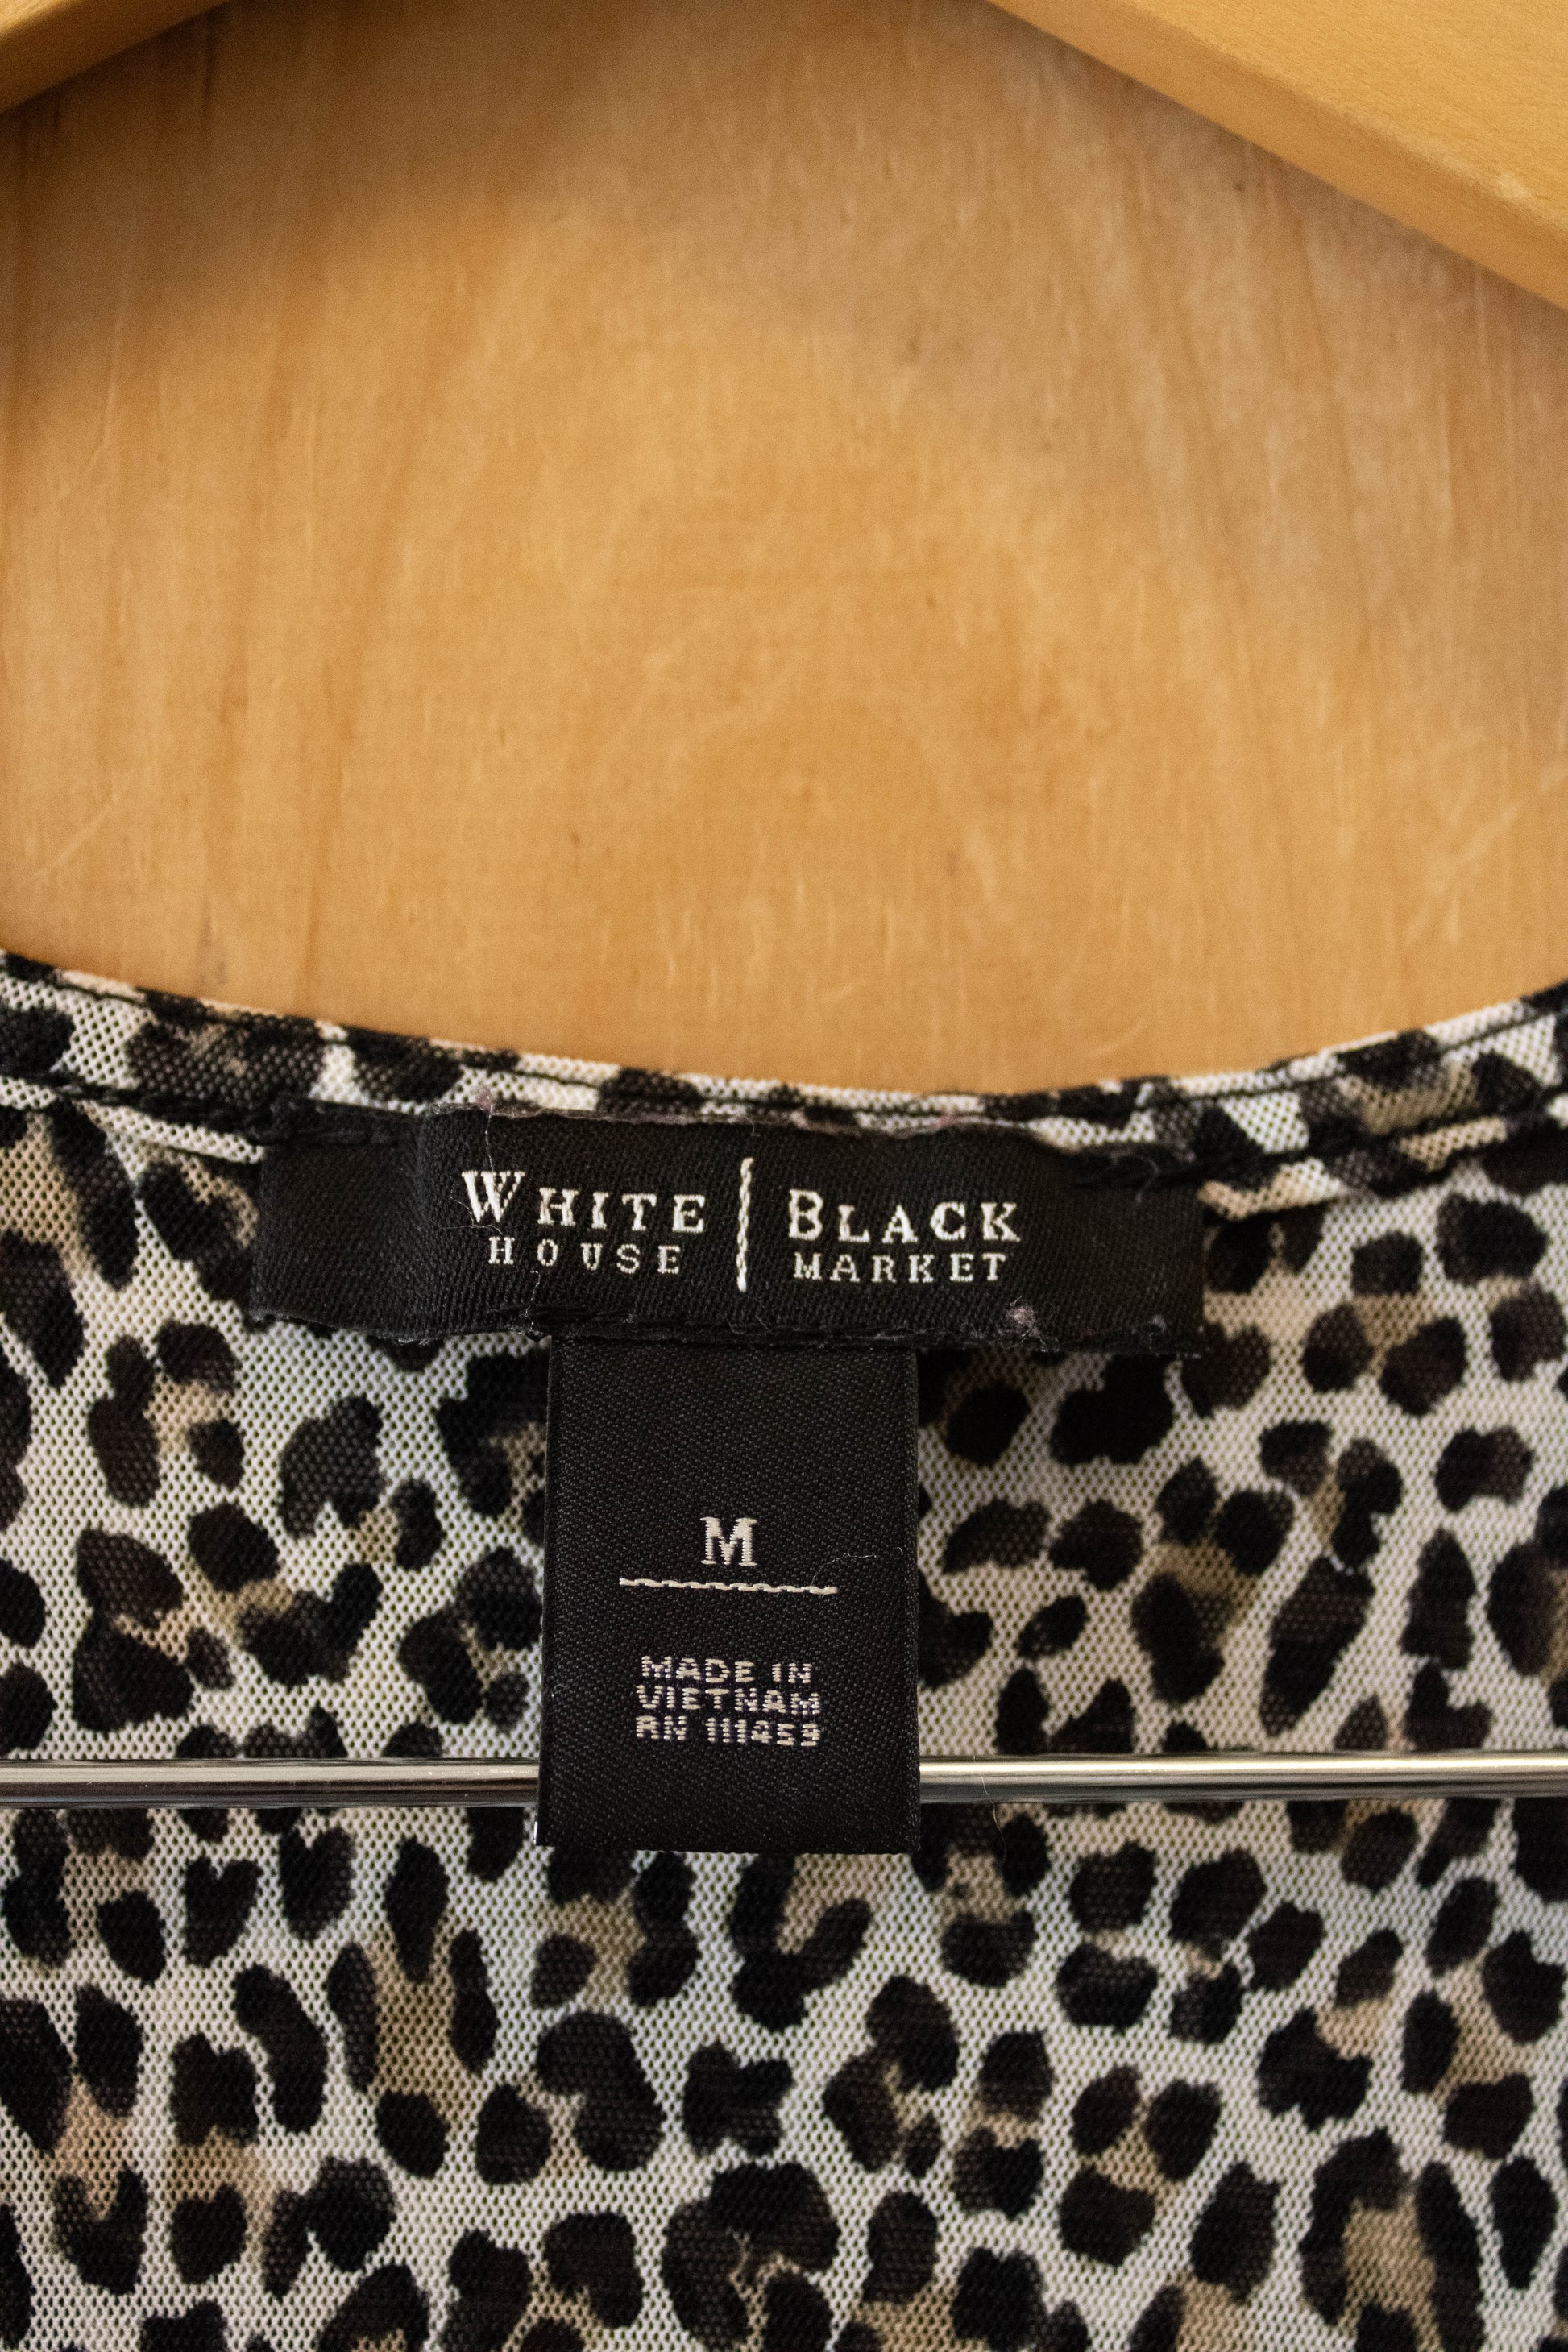 WHITE | BLACK
HOUSE MARKET
M
MADE IN
VIETNAM
RN 111459